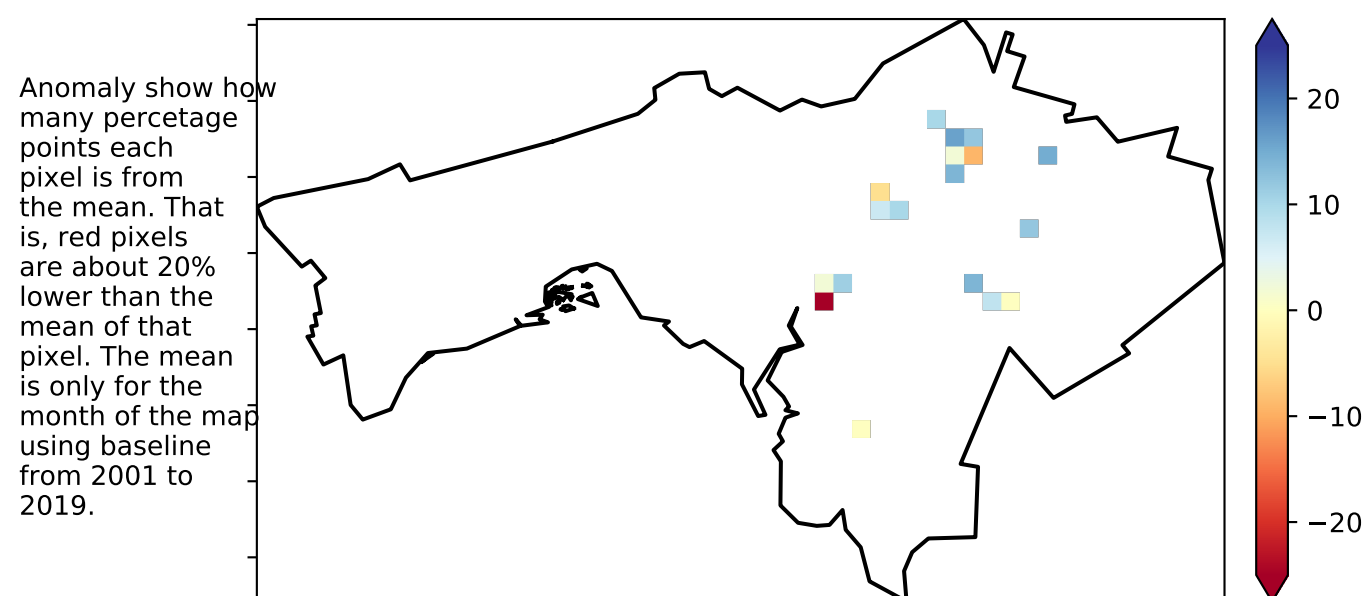 Anomaly show how
many percetage
points each
pixel is from
the mean. That
is, red pixels
are about 20%
lower than the
mean of that
pixel. The mean
is only for the
month of the map
using baseline
from 2001 to
2019.
20
10
0
−10
−20